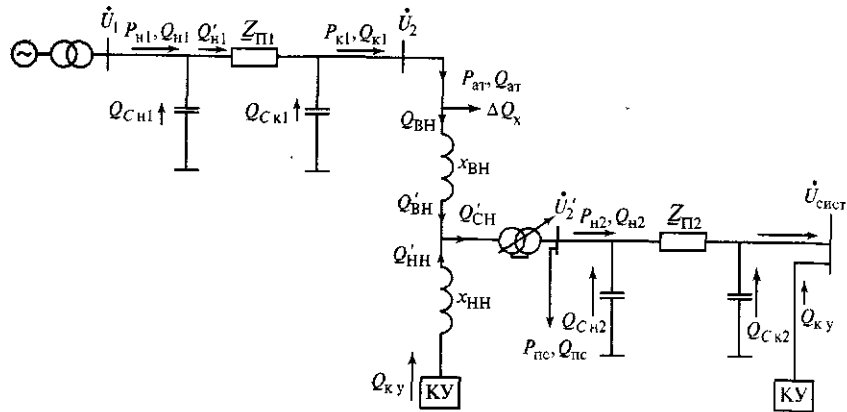 U̇₁
Pн1, Qн1
Q′н1
Z̲П1
Pк1, Qк1
U̇₂
QCн1
QCк1
Pат, Qат
ΔQх
QВН
xВН
Q′ВН
Q′СН
U̇₂′
Pн2, Qн2
Z̲П2
U̇сист
Q′НН
xНН
QCн2
QCк2
Qку
Pпс, Qпс
Qку
КУ
КУ